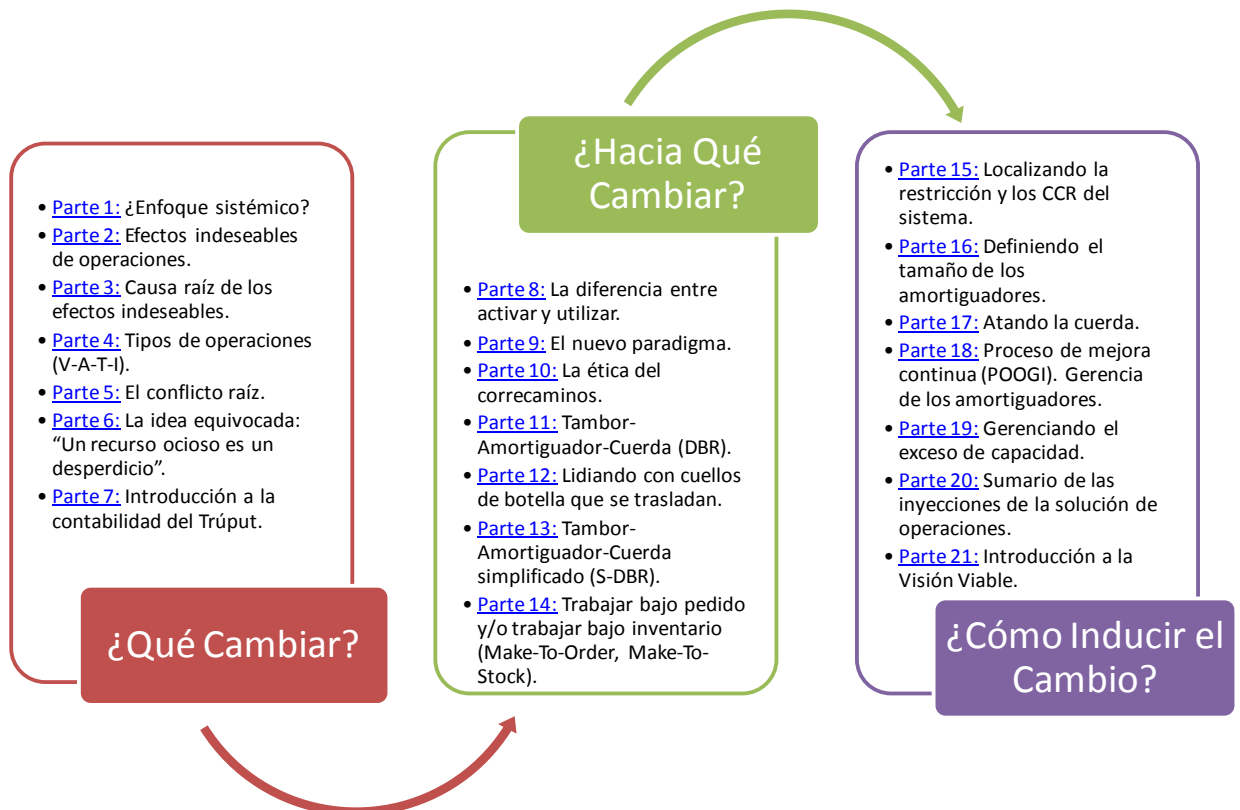 • Parte 1: ¿Enfoque sistémico?
• Parte 2: Efectos indeseables
de operaciones.
• Parte 3: Causa raíz de los
efectos indeseables.
• Parte 4: Tipos de operaciones
(V-A-T-I).
• Parte 5: El conflicto raíz.
• Parte 6: La idea equivocada:
“Un recurso ocioso es un
desperdicio”.
• Parte 7: Introducción a la
contabilidad del Trúput.
¿Qué Cambiar?
¿Hacia Qué
Cambiar?
• Parte 8: La diferencia entre
activar y utilizar.
• Parte 9: El nuevo paradigma.
• Parte 10: La ética del
correcaminos.
• Parte 11: Tambor-
Amortiguador-Cuerda (DBR).
• Parte 12: Lidiando con cuellos
de botella que se trasladan.
• Parte 13: Tambor-
Amortiguador-Cuerda
simplificado (S-DBR).
• Parte 14: Trabajar bajo pedido
y/o trabajar bajo inventario
(Make-To-Order, Make-To-
Stock).
• Parte 15: Localizando la
restricción y los CCR del
sistema.
• Parte 16: Definiendo el
tamaño de los
amortiguadores.
• Parte 17: Atando la cuerda.
• Parte 18: Proceso de mejora
continua (POOGI). Gerencia
de los amortiguadores.
• Parte 19: Gerenciando el
exceso de capacidad.
• Parte 20: Sumario de las
inyecciones de la solución de
operaciones.
• Parte 21: Introducción a la
Visión Viable.
¿Cómo Inducir el
Cambio?